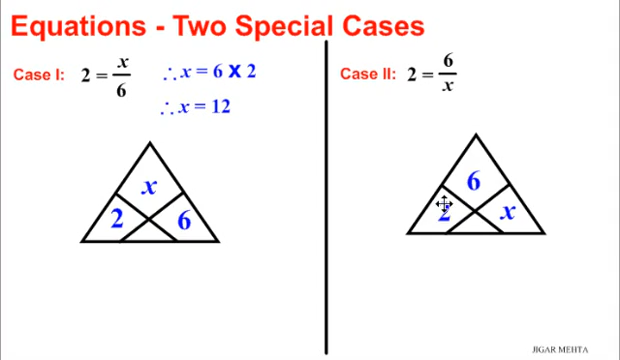 Equations - Two Special Cases
Case I: 2 = x/6
∴ x = 6 x 2
∴ x = 12
x
2 6
Case II: 2 = 6/x
6
2 x
JIGAR MEHTA